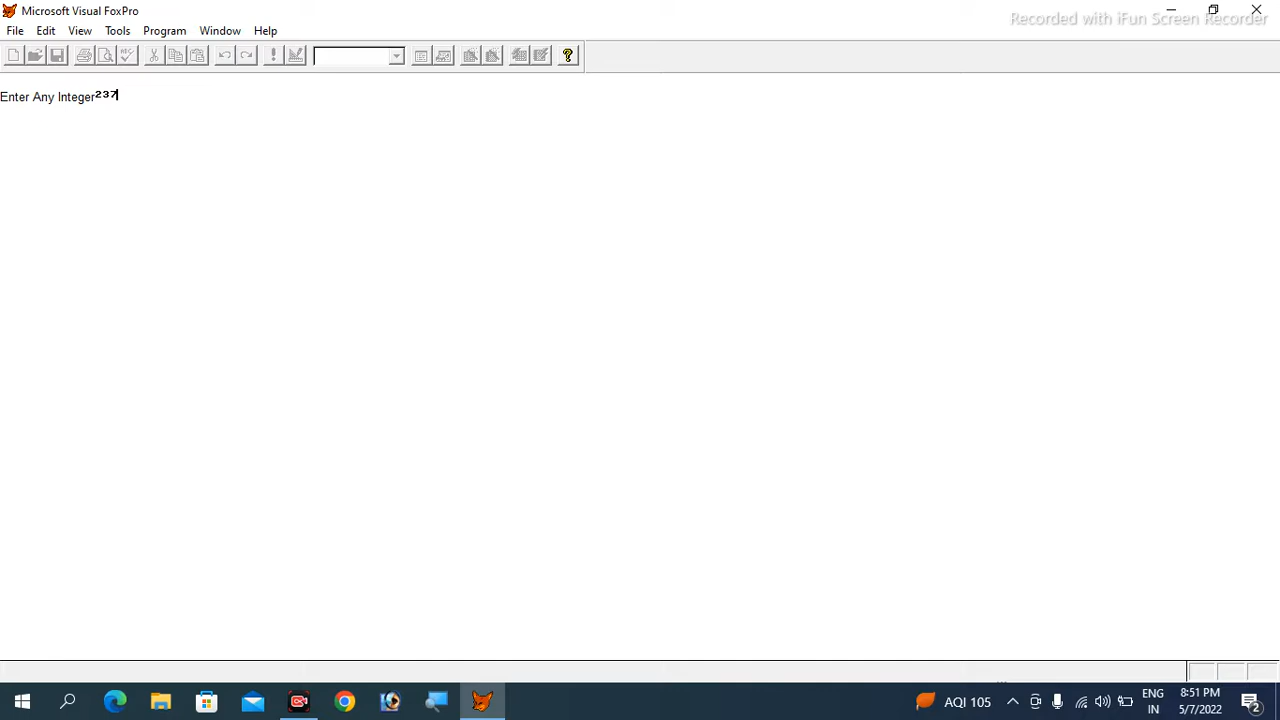 Microsoft Visual FoxPro
Recorded with iFun Screen Recorder
File Edit View Tools Program Window Help
Enter Any Integer237
AQI 105
ENG
IN
8:51 PM
5/7/2022
2